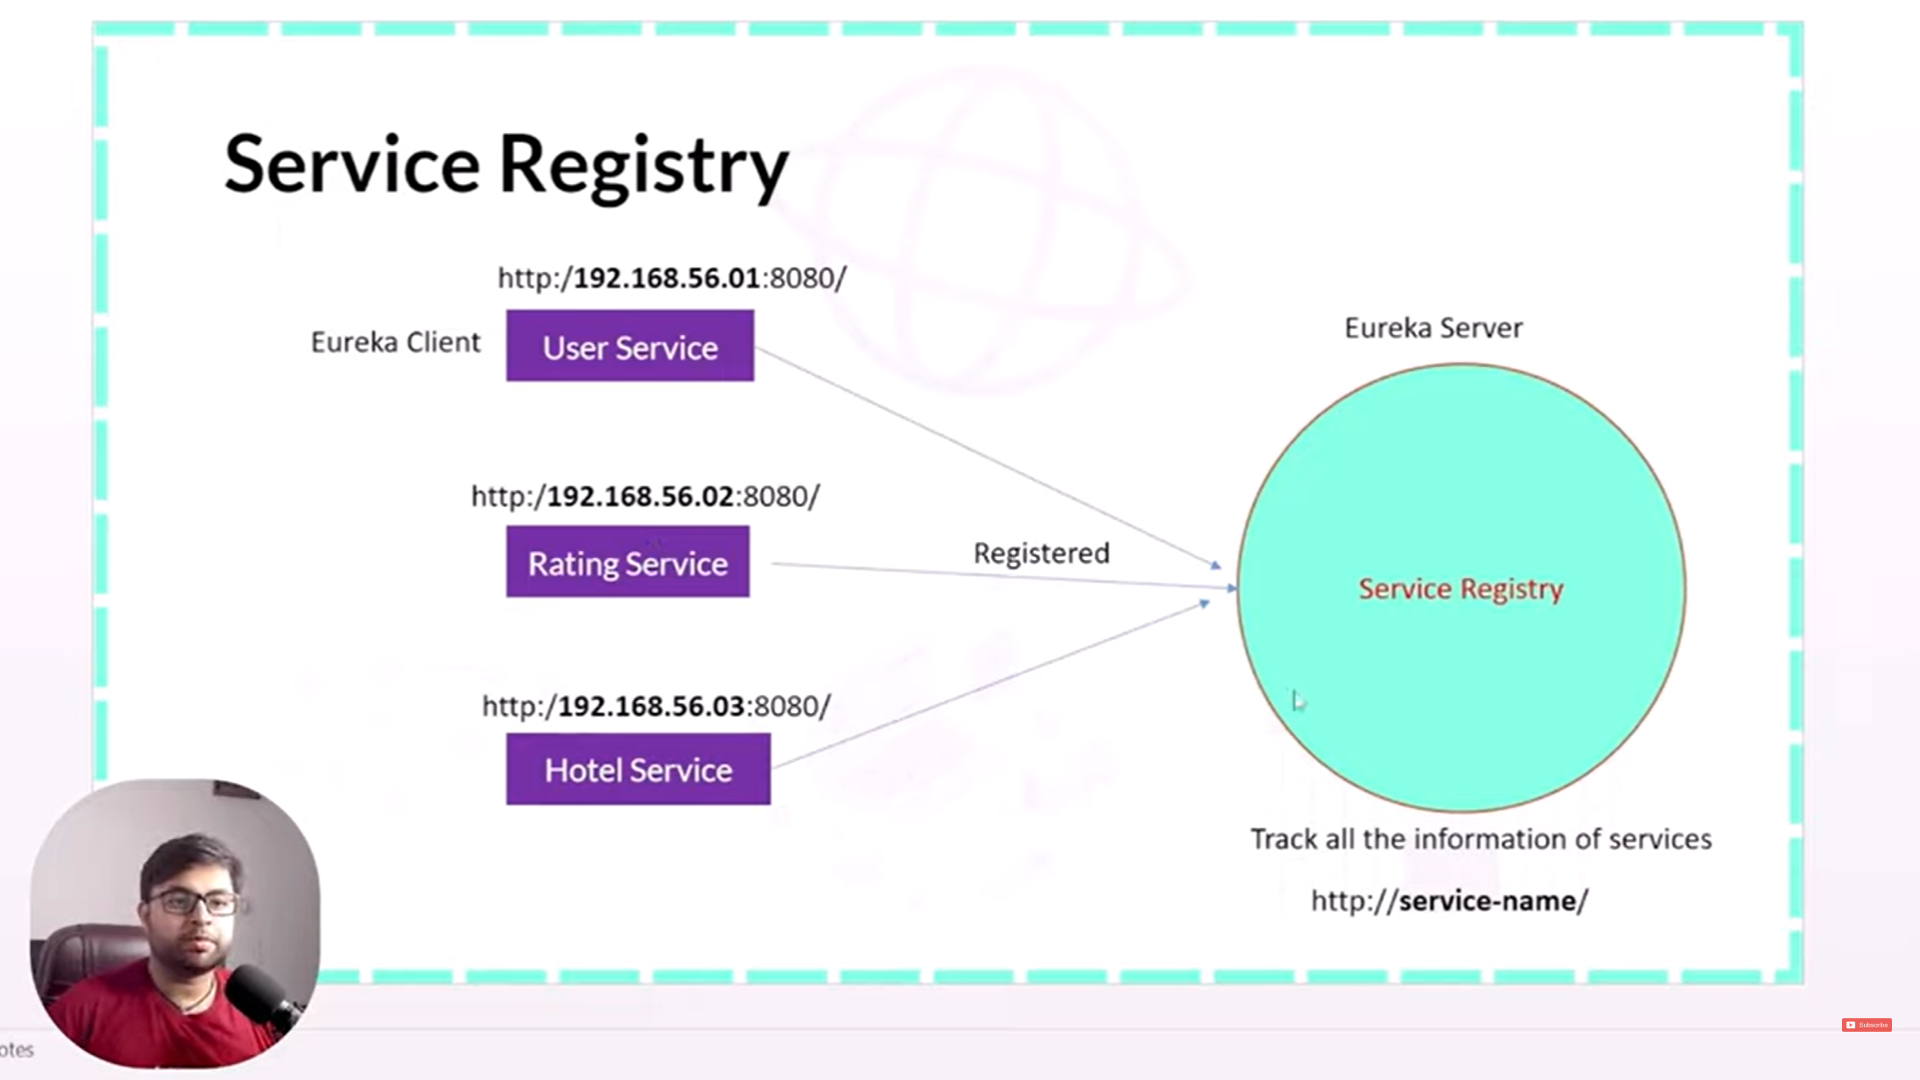 Service Registry
http:/192.168.56.01:8080/
Eureka Client
User Service
Eureka Server
http:/192.168.56.02:8080/
Rating Service
Registered
Service Registry
http:/192.168.56.03:8080/
Hotel Service
Track all the information of services
http://service-name/
Subscribe
otes